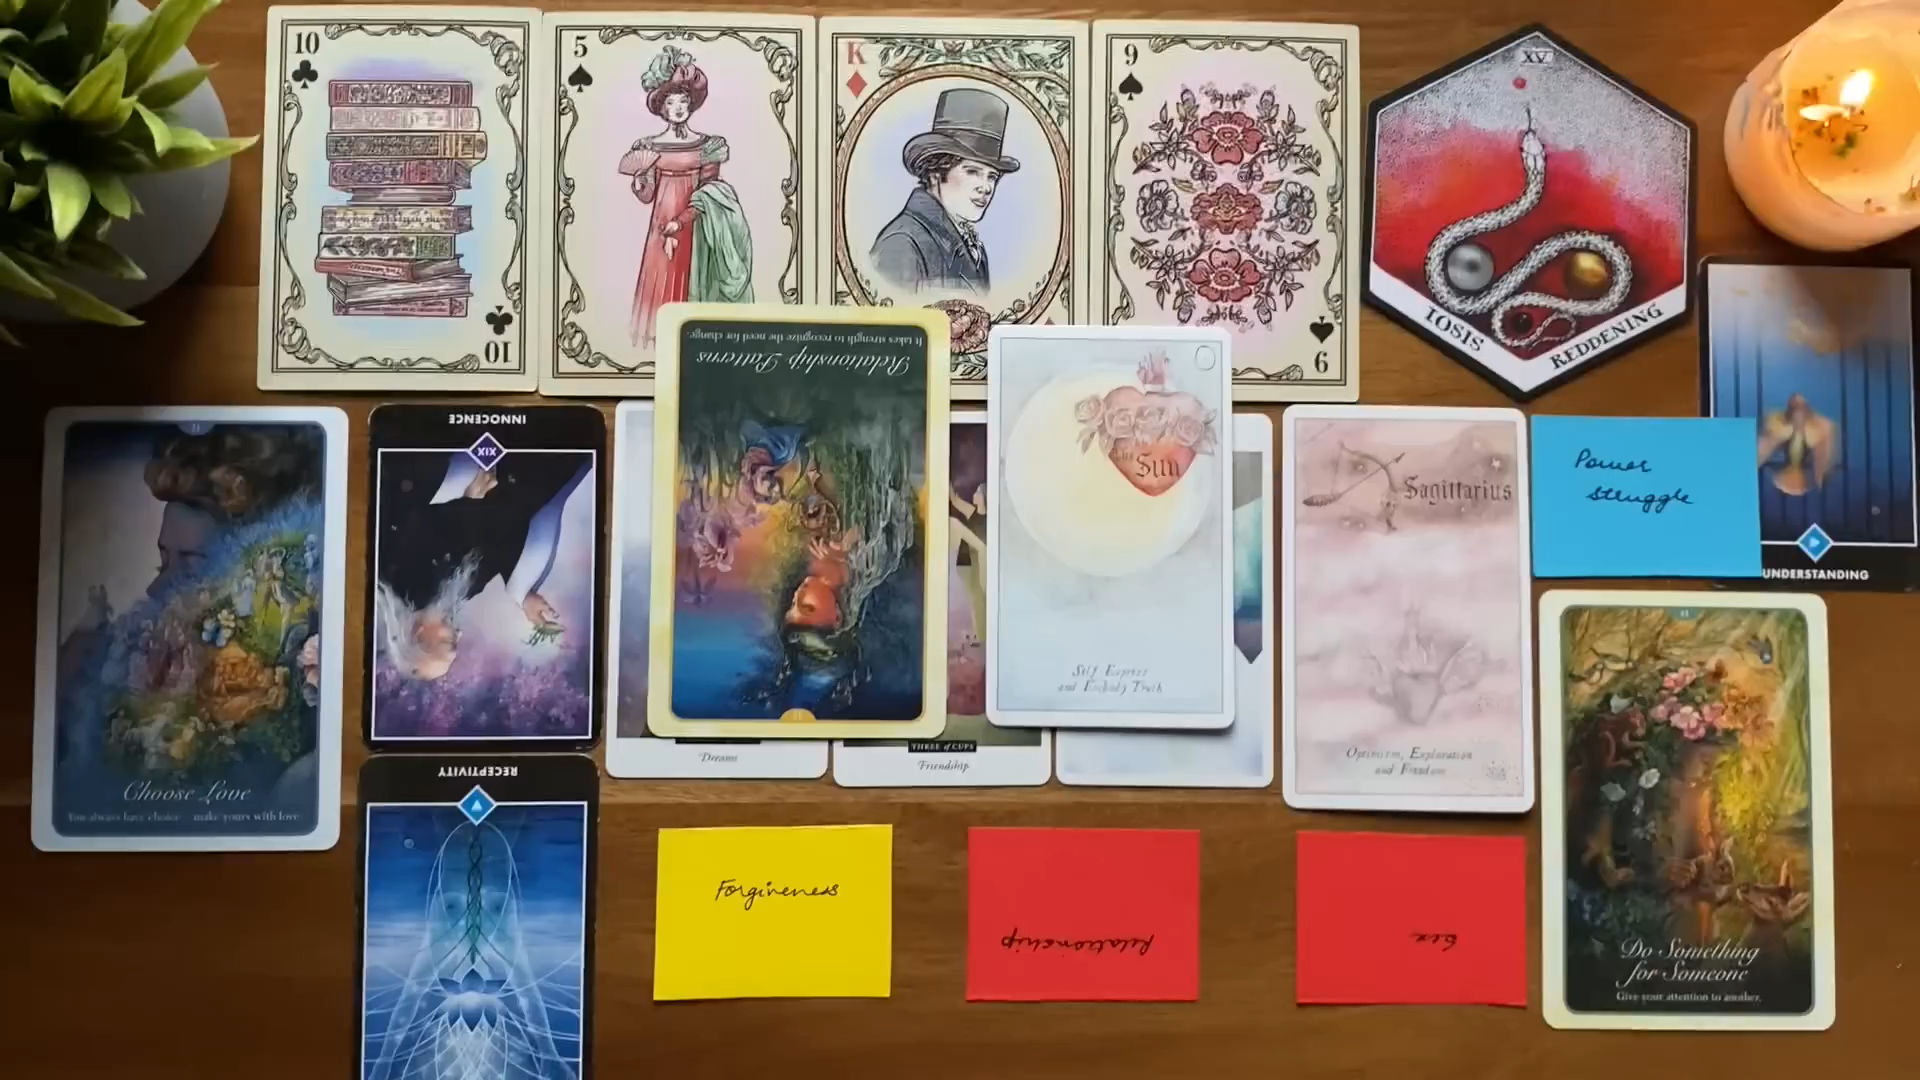 10
10
5
K
9
9
XV
IOSIS
REDDENING
It takes strength to recognize the need for change.
Relationship Patterns
INNOCENCE
XIX
The
Sun
Self Express
and Embody Truth
Sagittarius
Optimism, Exploration
and Freedom
Power
struggle
UNDERSTANDING
Choose Love
You always have choice make yours with love
Dreams
THREE of CUPS
Friendship
RECEPTIVITY
Forgiveness
Relationship
Sex
Do Something
for Someone
Give your attention to another.